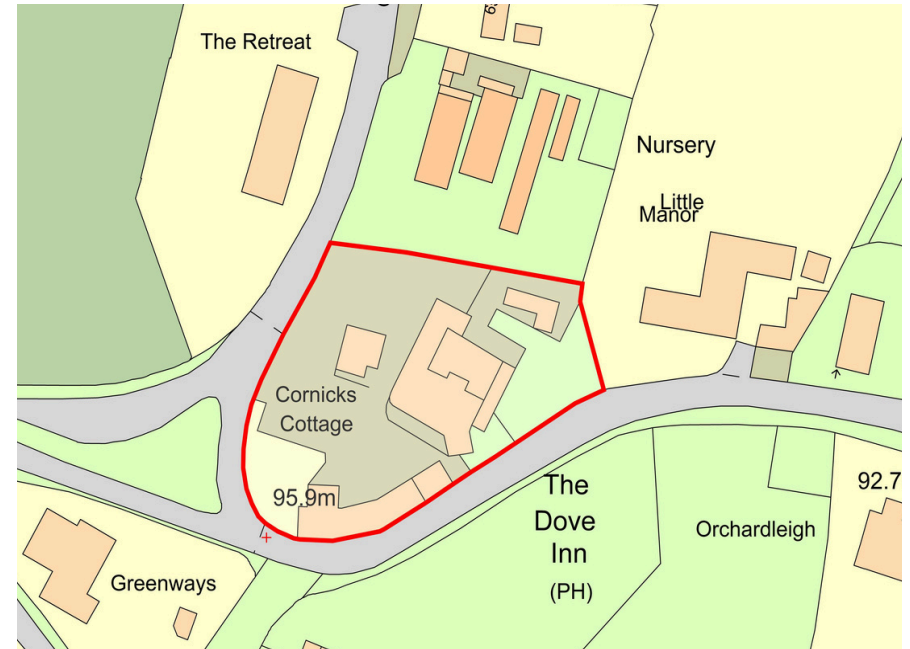 The Retreat
Nursery
Little
Manor
Cornicks
Cottage
95.9m
The
Dove
Inn
(PH)
92.7
Orchardleigh
Greenways